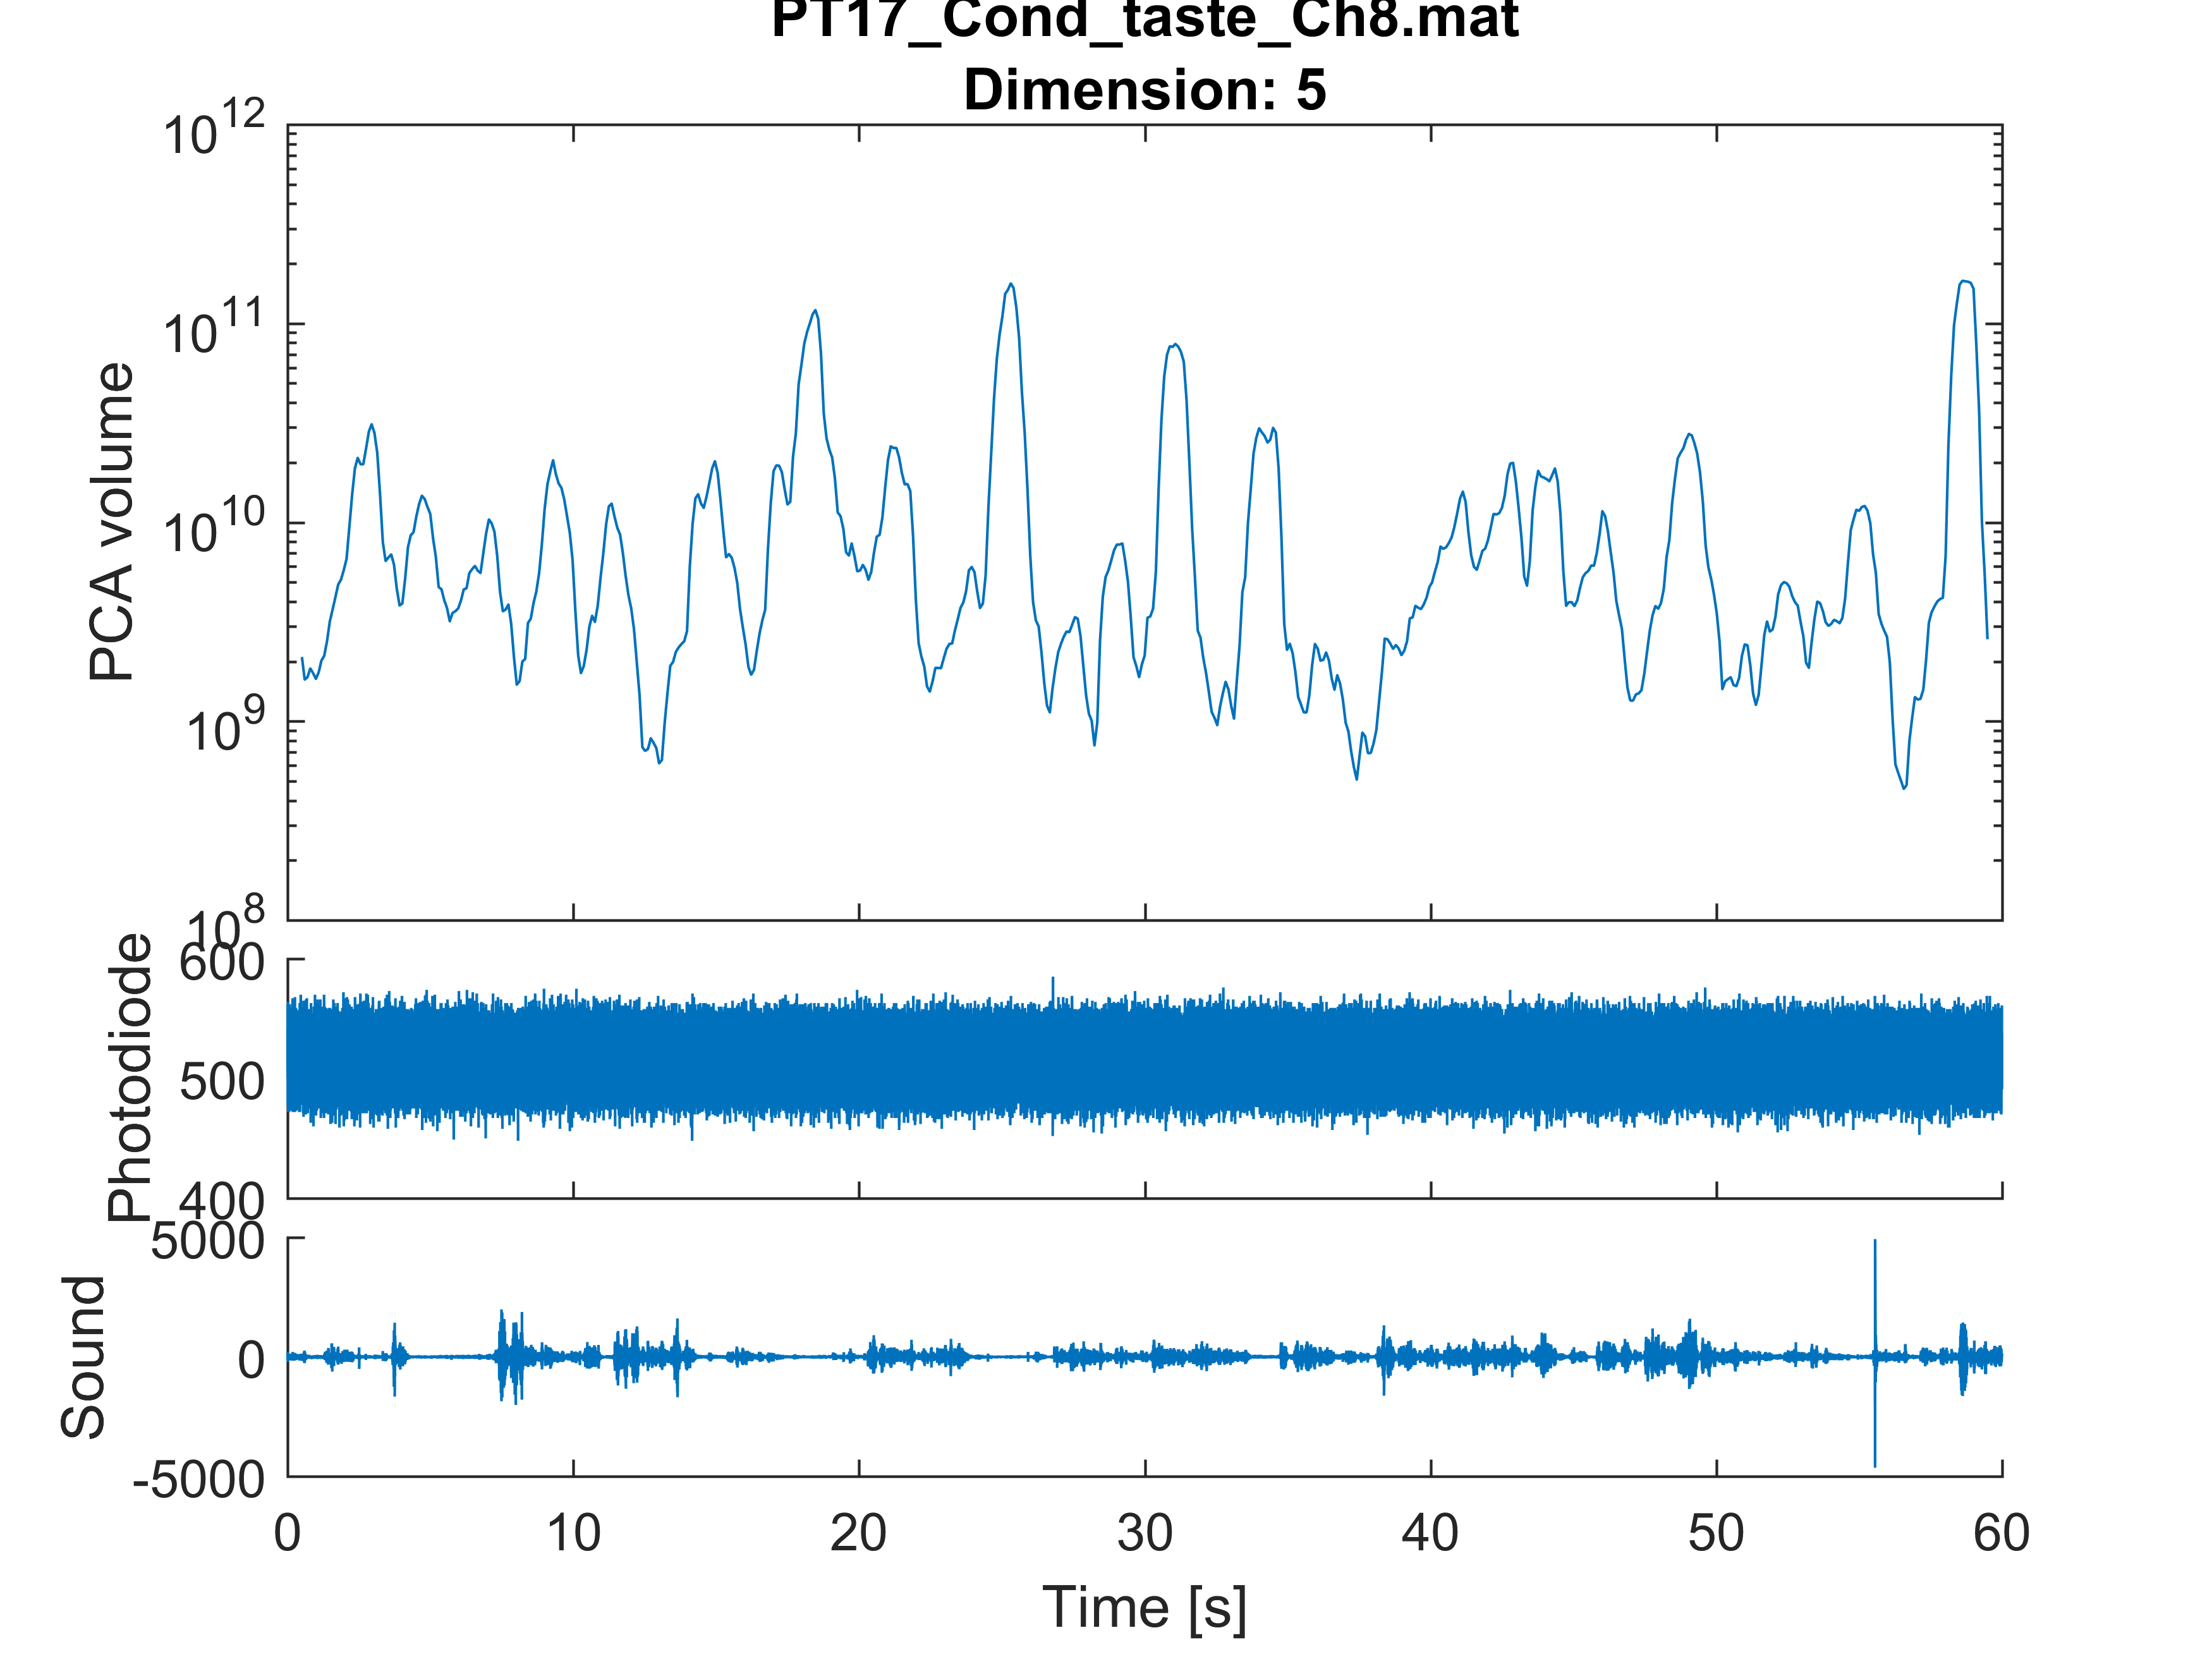 PT17_Cond_taste_Ch8.mat
Dimension: 5
10^12
10^11
10^10
10^9
10^8
PCA volume
600
500
400
Photodiode
5000
0
-5000
Sound
0 10 20 30 40 50 60
Time [s]